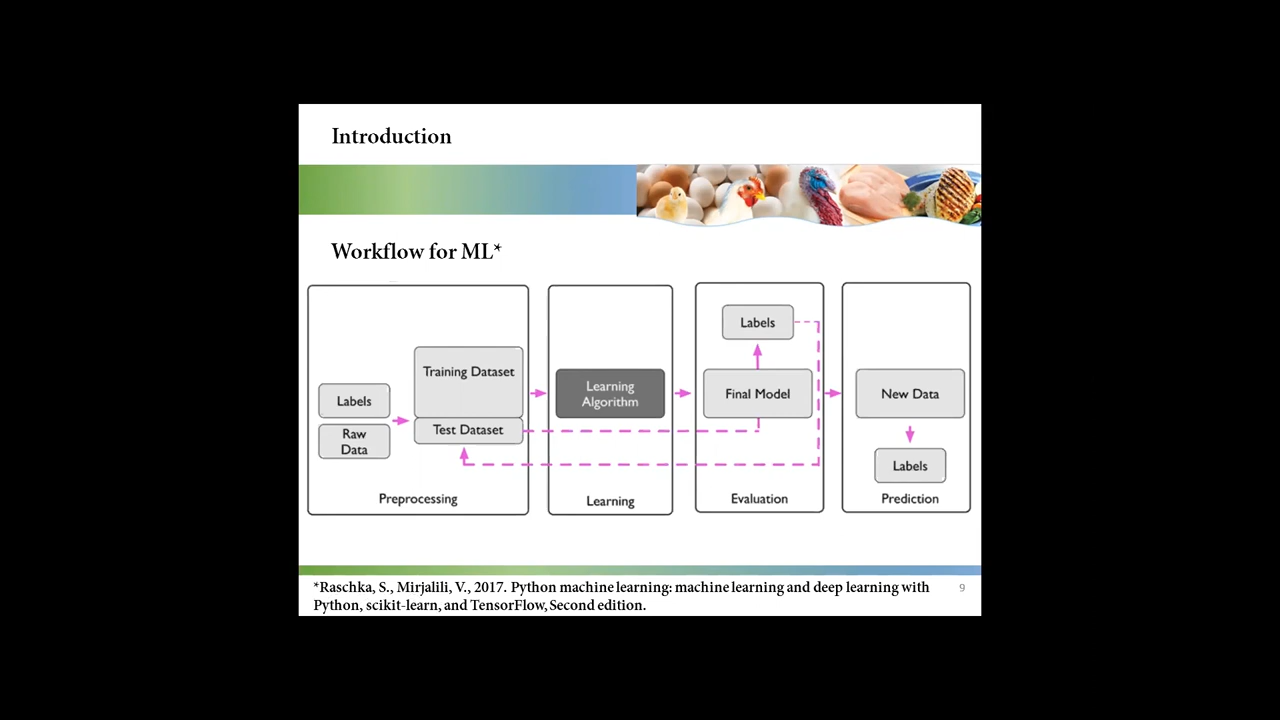 Introduction
Workflow for ML*
Labels
Raw
Data
Training Dataset
Test Dataset
Preprocessing
Learning
Algorithm
Learning
Labels
Final Model
Evaluation
New Data
Labels
Prediction
*Raschka, S., Mirjalili, V., 2017. Python machine learning: machine learning and deep learning with
Python, scikit-learn, and TensorFlow, Second edition.
9